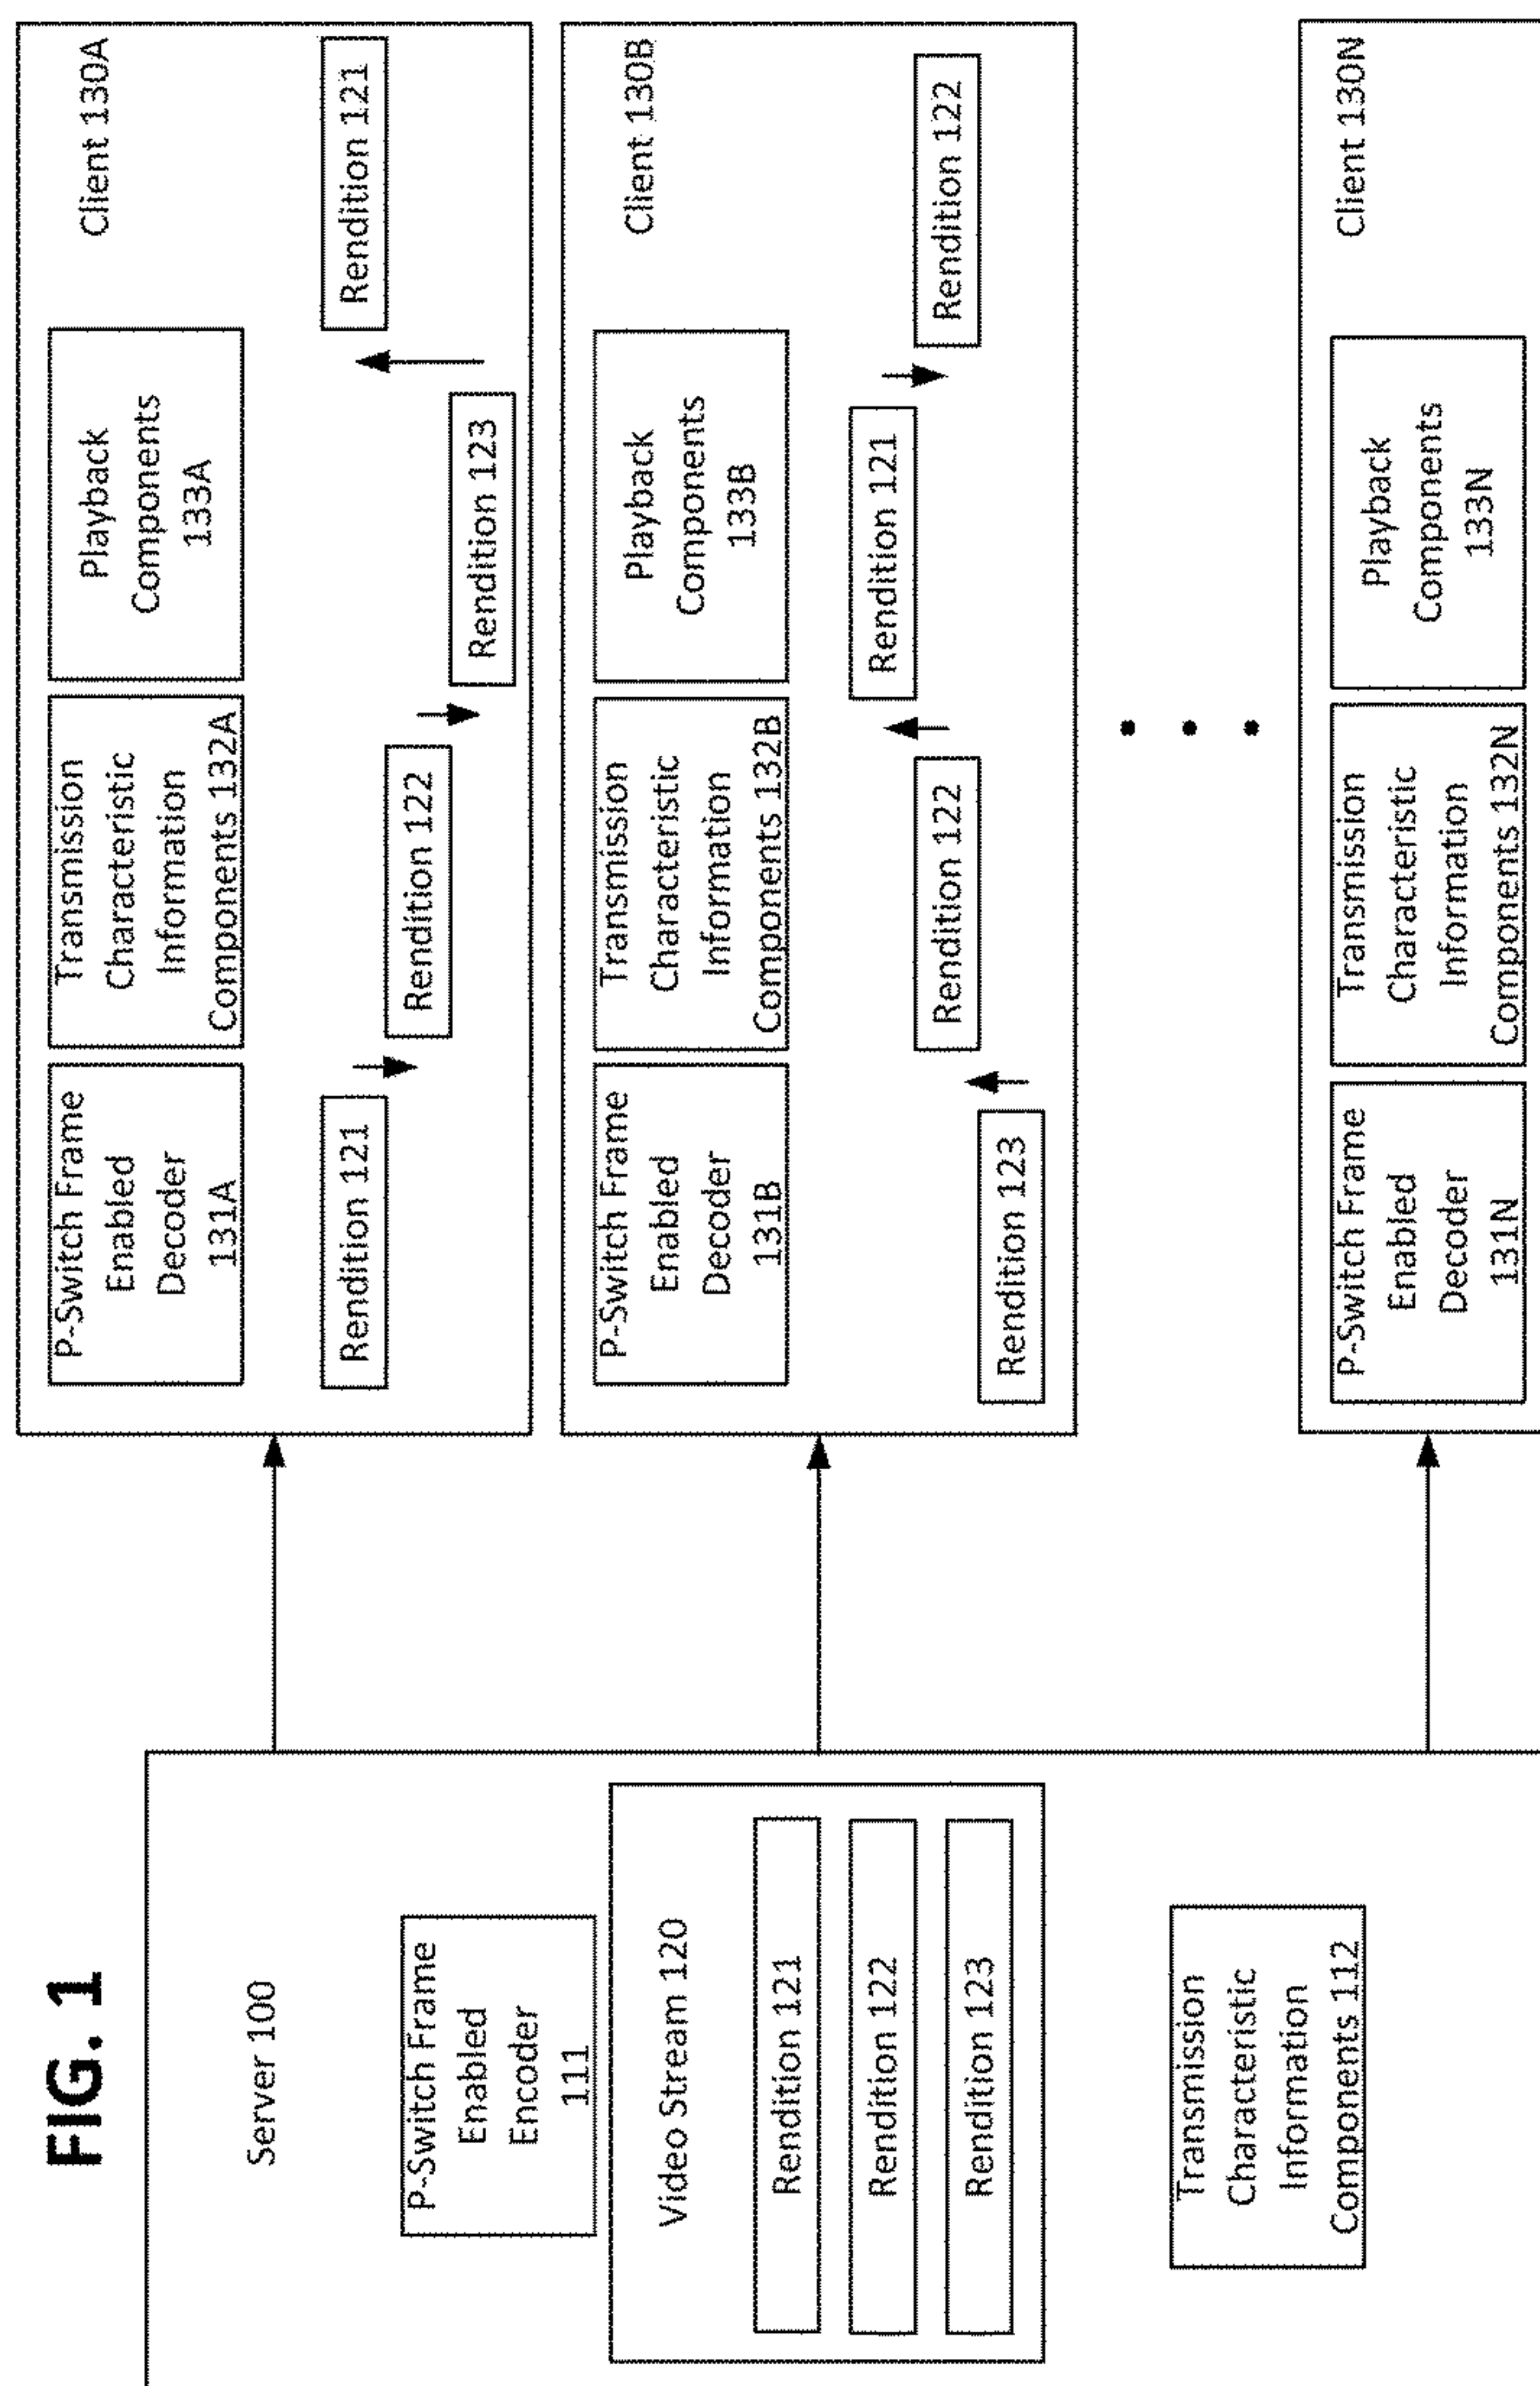 FIG. 1
Server 100
P-Switch Frame
Enabled
Encoder
111
Video Stream 120
Rendition 121
Rendition 122
Rendition 123
Transmission
Characteristic
Information
Components 112
Client 130A
P-Switch Frame
Enabled
Decoder
131A
Transmission
Characteristic
Information
Components 132A
Playback
Components
133A
Rendition 121
Rendition 122
Rendition 123
Rendition 121
Client 130B
P-Switch Frame
Enabled
Decoder
131B
Transmission
Characteristic
Information
Components 132B
Playback
Components
133B
Rendition 123
Rendition 122
Rendition 121
Rendition 122
Client 130N
P-Switch Frame
Enabled
Decoder
131N
Transmission
Characteristic
Information
Components 132N
Playback
Components
133N